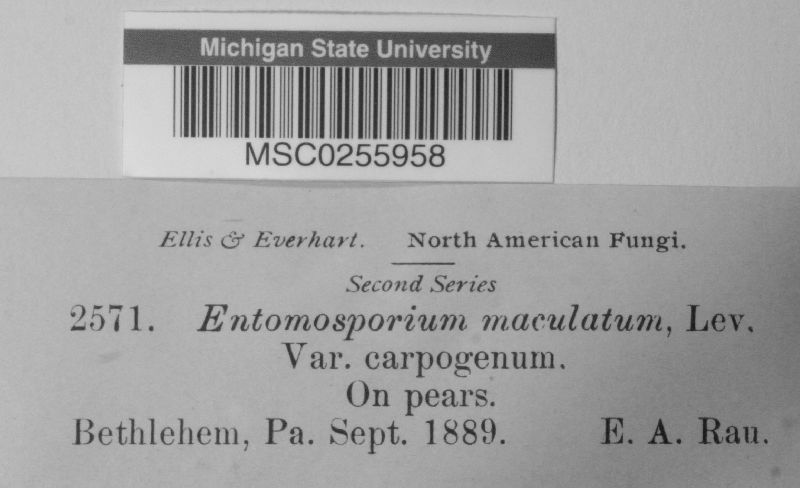 Michigan State University
MSC0255958
Ellis & Everhart. North American Fungi.
Second Series
2571. Entomosporium maculatum, Lev.
Var. carpogenum.
On pears.
Bethlehem, Pa. Sept. 1889. E. A. Rau.